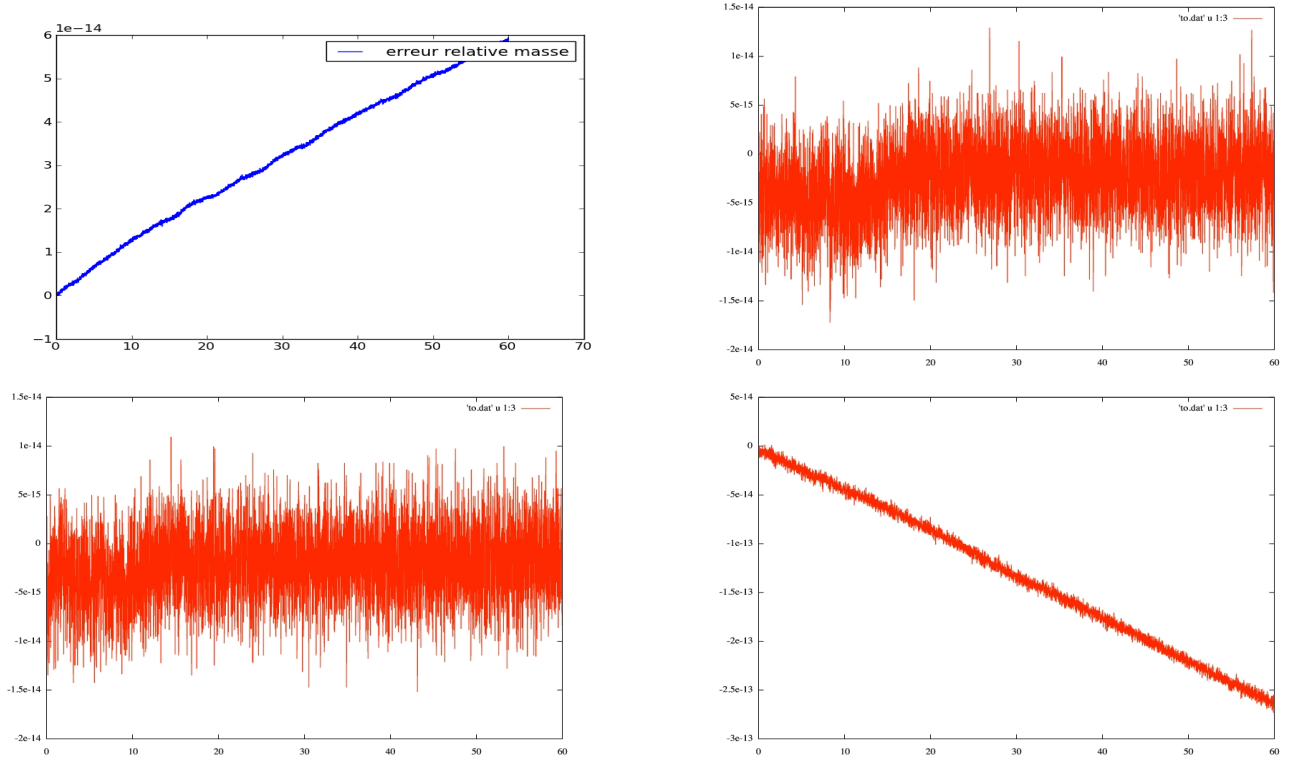 1e−14
erreur relative masse
6
5
4
3
2
1
0
−1
0 10 20 30 40 50 60 70
'to.dat' u 1:3
1.5e-14
1e-14
5e-15
0
-5e-15
-1e-14
-1.5e-14
-2e-14
0 10 20 30 40 50 60
'to.dat' u 1:3
1.5e-14
1e-14
5e-15
0
-5e-15
-1e-14
-1.5e-14
-2e-14
0 10 20 30 40 50 60
'to.dat' u 1:3
5e-14
0
-5e-14
-1e-13
-1.5e-13
-2e-13
-2.5e-13
-3e-13
0 10 20 30 40 50 60